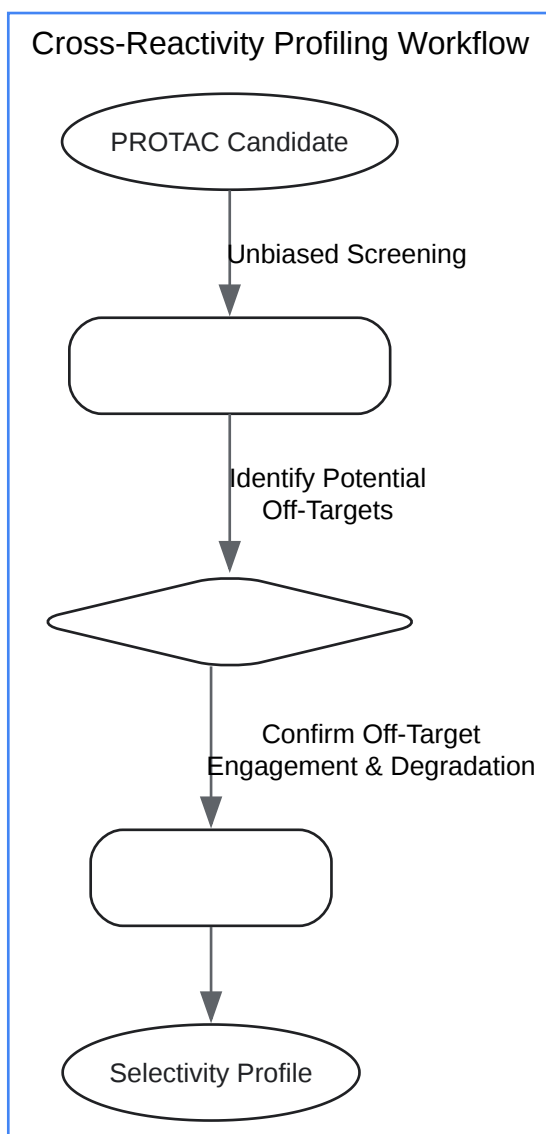 Cross-Reactivity Profiling Workflow
PROTAC Candidate
Unbiased Screening
Identify Potential
Off-Targets
Confirm Off-Target
Engagement & Degradation
Selectivity Profile